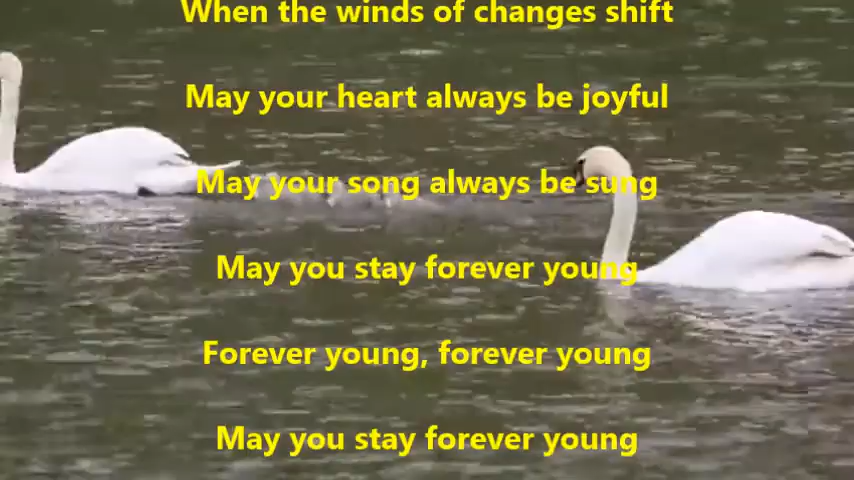 When the winds of changes shift
May your heart always be joyful
May your song always be sung
May you stay forever young
Forever young, forever young
May you stay forever young